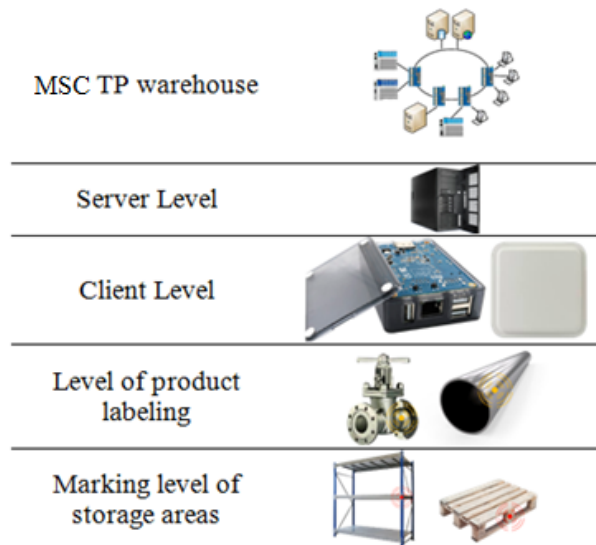 MSC TP warehouse
Server Level
Client Level
Level of product
labeling
Marking level of
storage areas